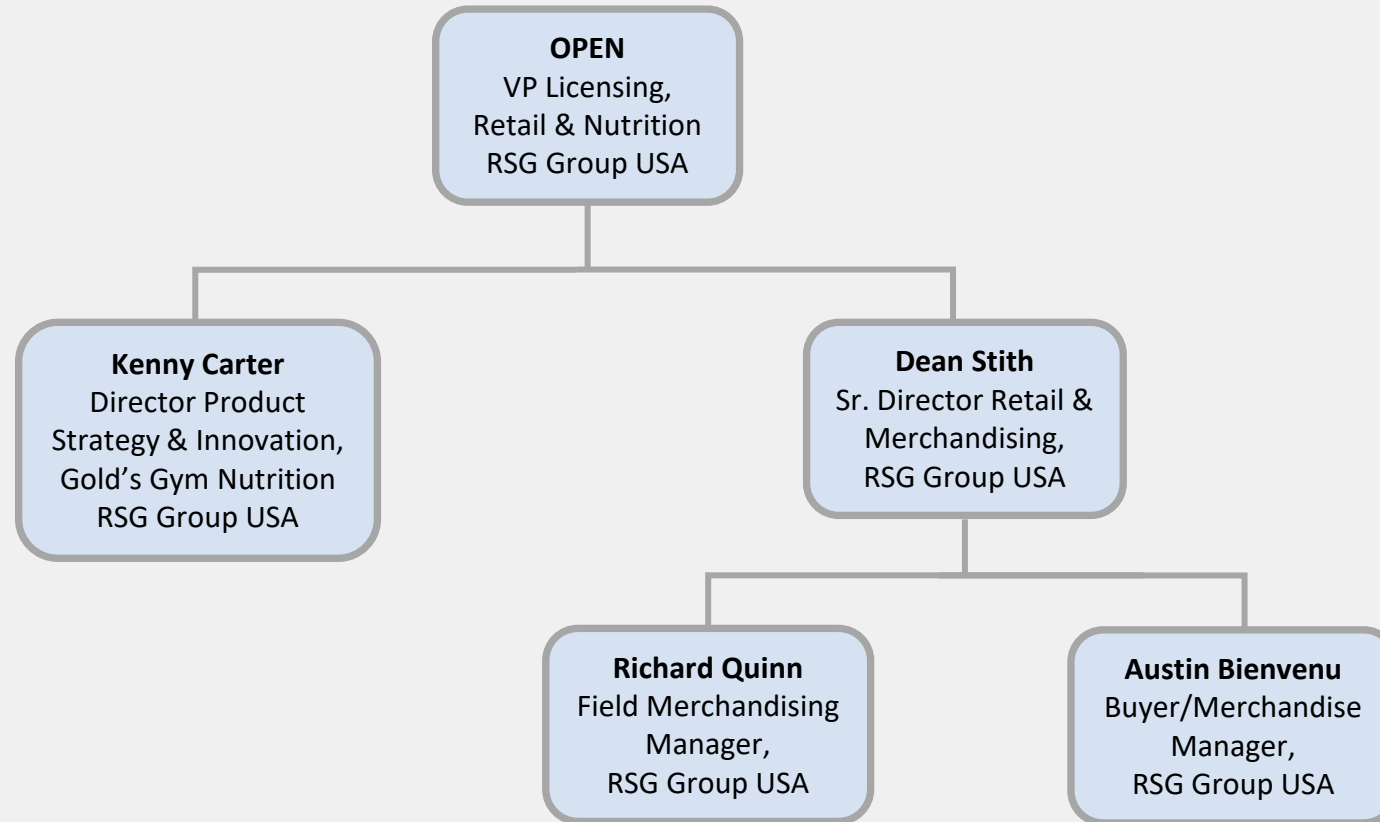 OPEN
VP Licensing,
Retail & Nutrition
RSG Group USA
Kenny Carter
Director Product
Strategy & Innovation,
Gold’s Gym Nutrition
RSG Group USA
Dean Stith
Sr. Director Retail &
Merchandising,
RSG Group USA
Richard Quinn
Field Merchandising
Manager,
RSG Group USA
Austin Bienvenu
Buyer/Merchandise
Manager,
RSG Group USA